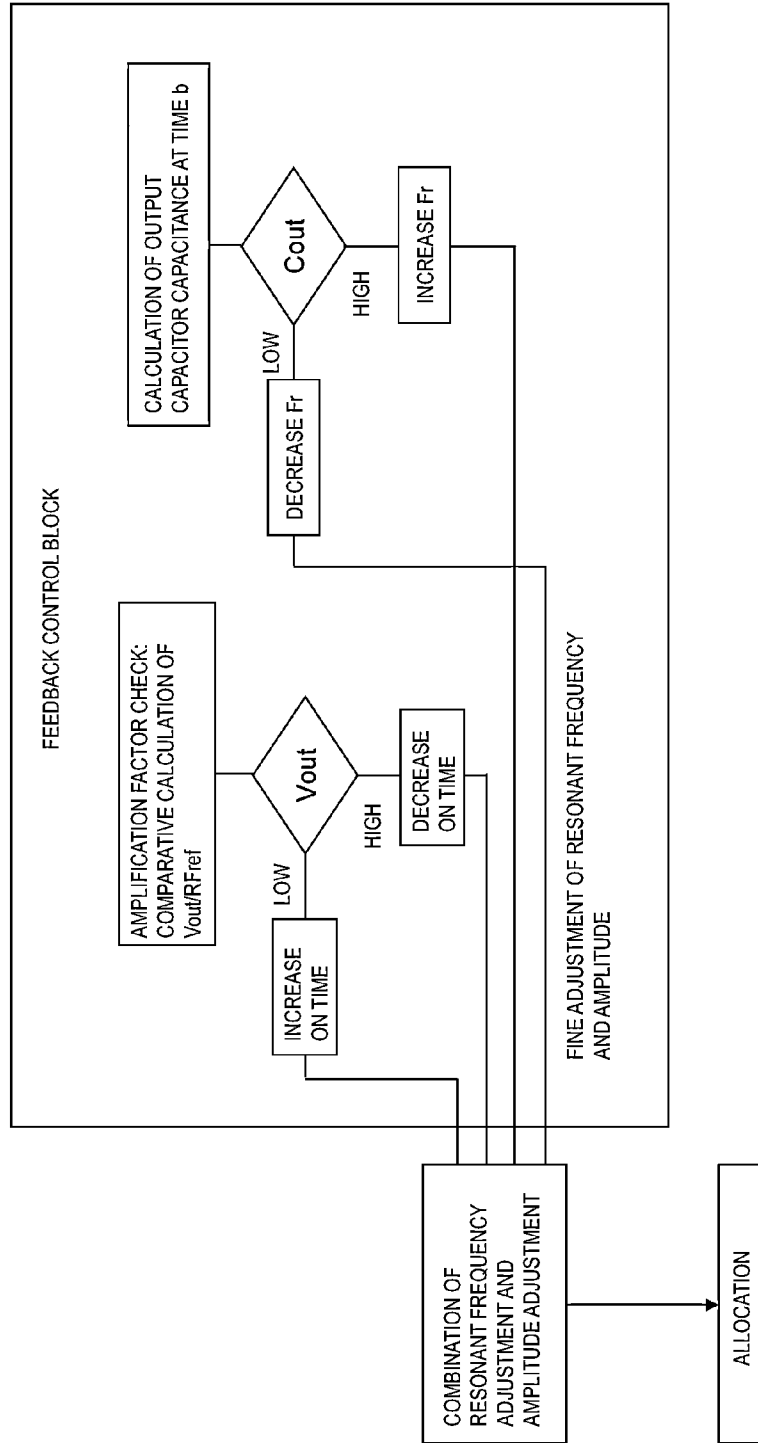 FEEDBACK CONTROL BLOCK
AMPLIFICATION FACTOR CHECK:
COMPARATIVE CALCULATION OF
Vout/RFref
CALCULATION OF OUTPUT
CAPACITOR CAPACITANCE AT TIME b
Vout
Cout
LOW
HIGH
LOW
HIGH
INCREASE
ON TIME
DECREASE
ON TIME
DECREASE Fr
INCREASE Fr
FINE ADJUSTMENT OF RESONANT FREQUENCY
AND AMPLITUDE
COMBINATION OF
RESONANT FREQUENCY
ADJUSTMENT AND
AMPLITUDE ADJUSTMENT
ALLOCATION